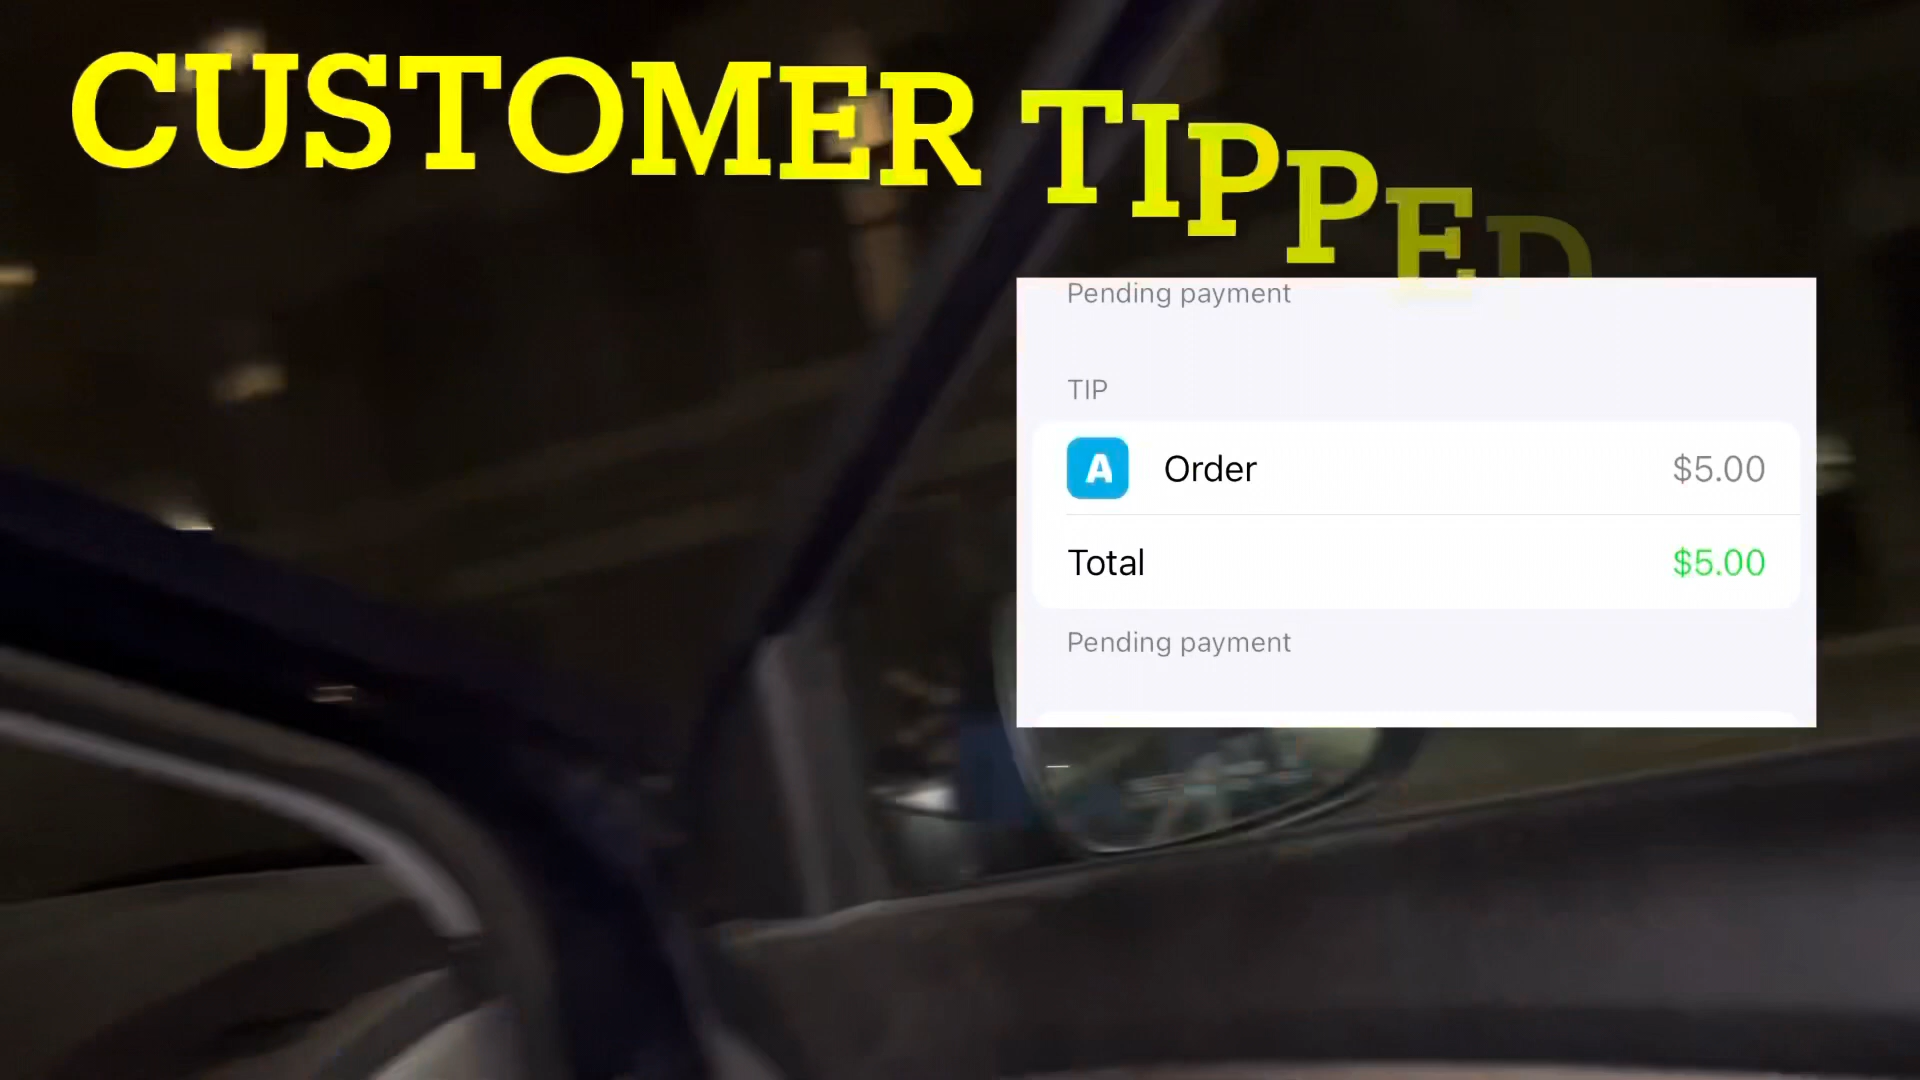 CUSTOMER TIPPED
Pending payment
TIP
A Order $5.00
Total $5.00
Pending payment